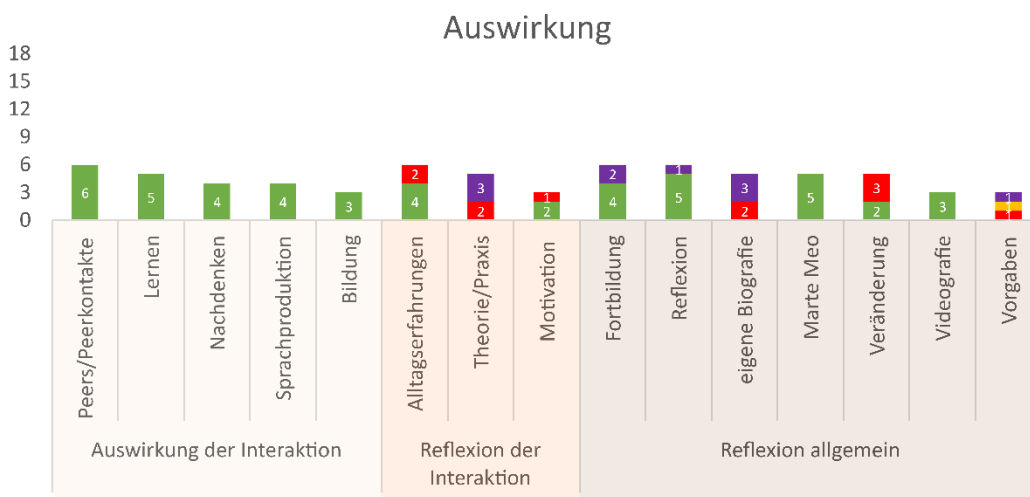 Auswirkung
18
15
12
9
6
3
0
6
5
4
4
3
2
4
3
2
1
2
2
4
1
5
3
2
5
3
2
3
1
1
1
Peers/Peerkontakte
Lernen
Nachdenken
Sprachproduktion
Bildung
Alltagserfahrungen
Theorie/Praxis
Motivation
Fortbildung
Reflexion
eigene Biografie
Marte Meo
Veränderung
Videografie
Vorgaben
Auswirkung der Interaktion
Reflexion der
Interaktion
Reflexion allgemein